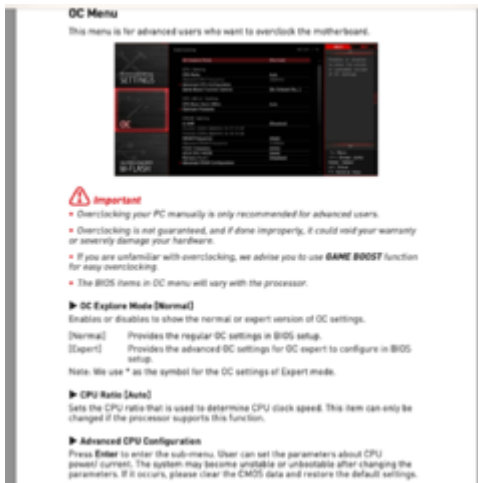 OC Menu
This menu is for advanced users who want to overclock the motherboard.
SETTINGS
OC
M-FLASH
Important
• Overclocking your PC manually is only recommended for advanced users.
• Overclocking is not guaranteed, and if done improperly, it could void your warranty
or severely damage your hardware.
• If you are unfamiliar with overclocking, we advise you to use GAME BOOST function
for easy overclocking.
• The BIOS items in OC menu will vary with the processor.
▶ OC Explore Mode [Normal]
Enables or disables to show the normal or expert version of OC settings.
[Normal] Provides the regular OC settings in BIOS setup.
[Expert] Provides the advanced OC settings for OC expert to configure in BIOS
setup.
Note: We use * as the symbol for the OC settings of Expert mode.
▶ CPU Ratio [Auto]
Sets the CPU ratio that is used to determine CPU clock speed. This item can only be
changed if the processor supports this function.
▶ Advanced CPU Configuration
Press Enter to enter the sub-menu. User can set the parameters about CPU
power/ current. The system may become unstable or unbootable after changing the
parameters. If it occurs, please clear the CMOS data and restore the default settings.